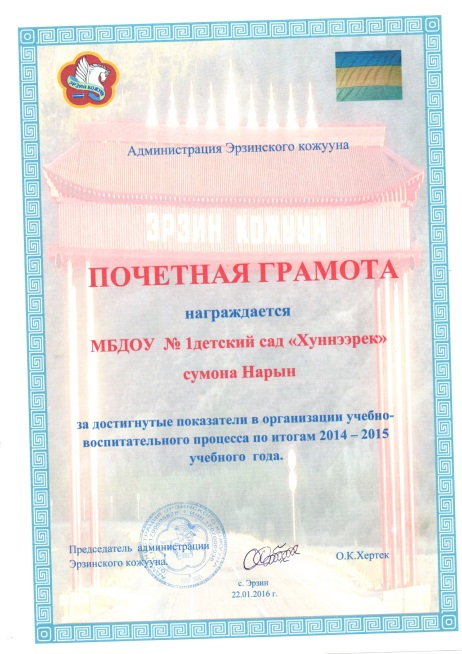 Администрация Эрзинского кожууна
ЭРЗИН КОЖУУН
ПОЧЕТНАЯ ГРАМОТА
награждается
МБДОУ № 1детский сад «Хуннээрек»
сумона Нарын
за достигнутые показатели в организации учебно-
воспитательного процесса по итогам 2014 – 2015
учебного года.
Председатель администрации
Эрзинского кожууна,
О.К.Хертек
с. Эрзин
22.01.2016 г.